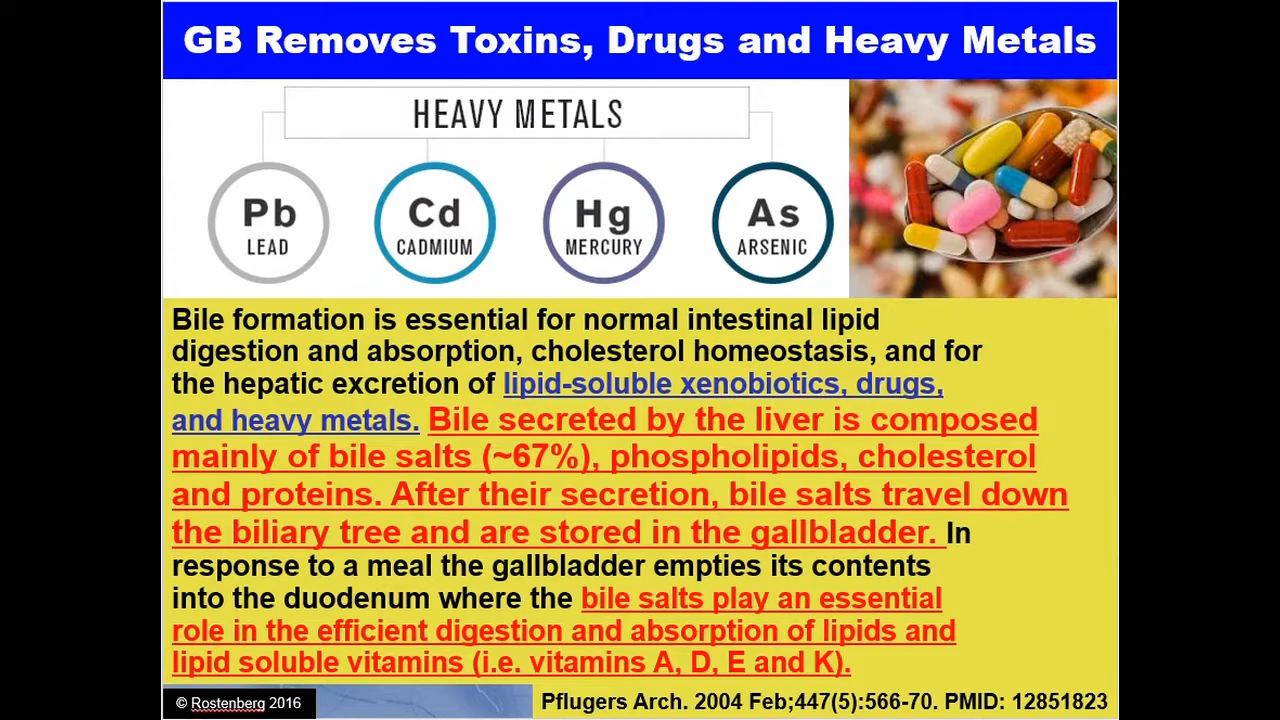 GB Removes Toxins, Drugs and Heavy Metals
HEAVY METALS
Pb
LEAD
Cd
CADMIUM
Hg
MERCURY
As
ARSENIC
Bile formation is essential for normal intestinal lipid
digestion and absorption, cholesterol homeostasis, and for
the hepatic excretion of lipid-soluble xenobiotics, drugs,
and heavy metals. Bile secreted by the liver is composed
mainly of bile salts (~67%), phospholipids, cholesterol
and proteins. After their secretion, bile salts travel down
the biliary tree and are stored in the gallbladder. In
response to a meal the gallbladder empties its contents
into the duodenum where the bile salts play an essential
role in the efficient digestion and absorption of lipids and
lipid soluble vitamins (i.e. vitamins A, D, E and K).
© Rostenberg 2016
Pflugers Arch. 2004 Feb;447(5):566-70. PMID: 12851823